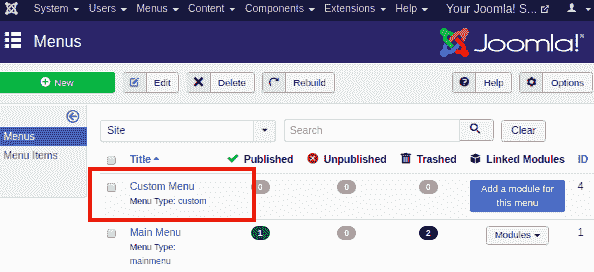 System Users Menus Content Components Extensions Help Your Joomla! S...
Menus Joomla!®
New Edit Delete Rebuild Help Options
Menus
Menu Items
Site Search Clear
Title Published Unpublished Trashed Linked Modules ID
Custom Menu 0 0 0 Add a module for 4
Menu Type: custom this menu
Main Menu 1 0 2 Modules 1
Menu Type:
mainmenu